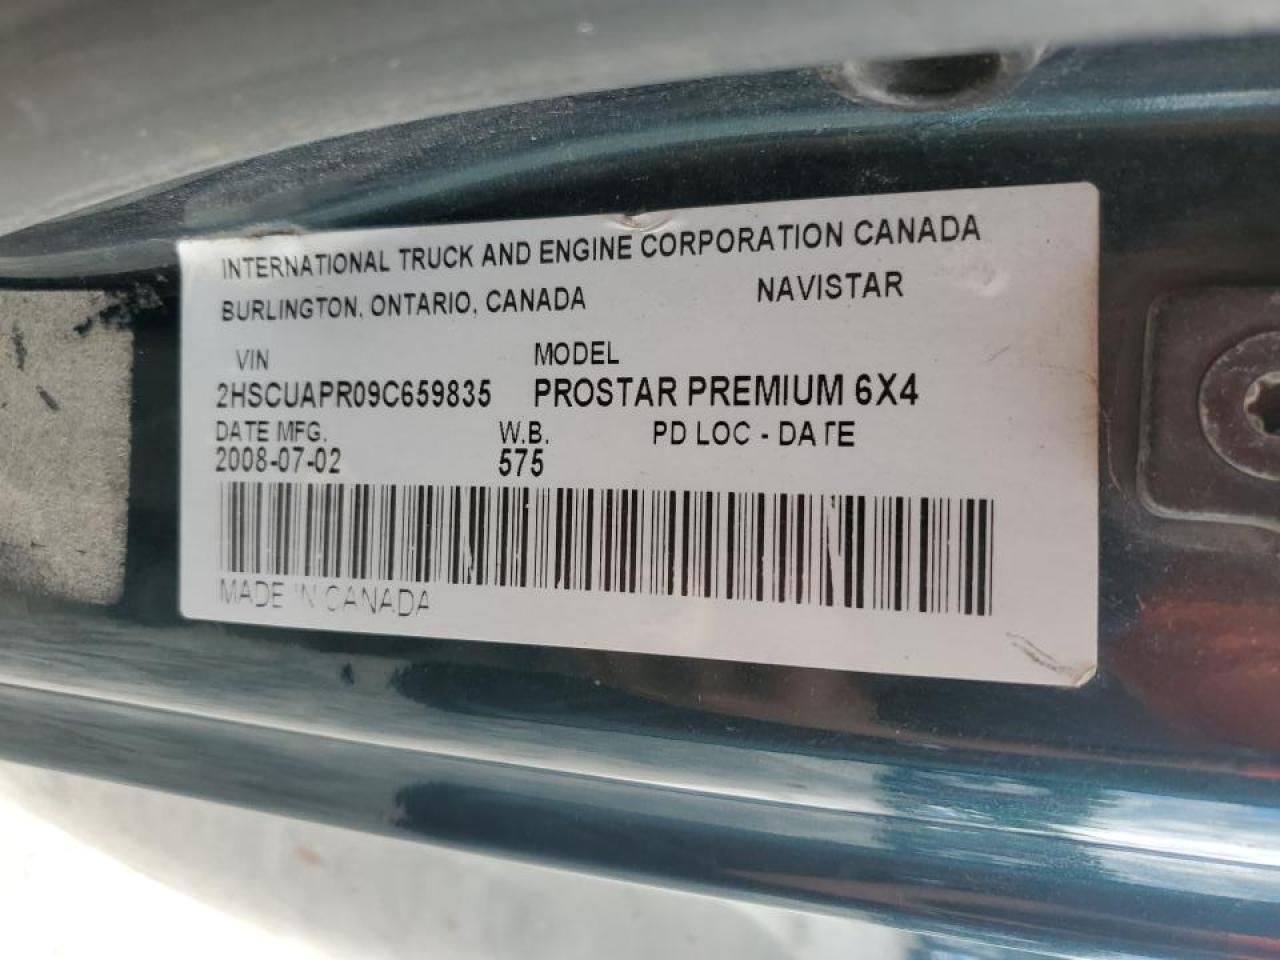 INTERNATIONAL TRUCK AND ENGINE CORPORATION CANADA
BURLINGTON, ONTARIO, CANADA NAVISTAR
VIN MODEL
2HSCUAPR09C659835 PROSTAR PREMIUM 6X4
DATE MFG. W.B. PD LOC - DATE
2008-07-02 575
MADE IN CANADA